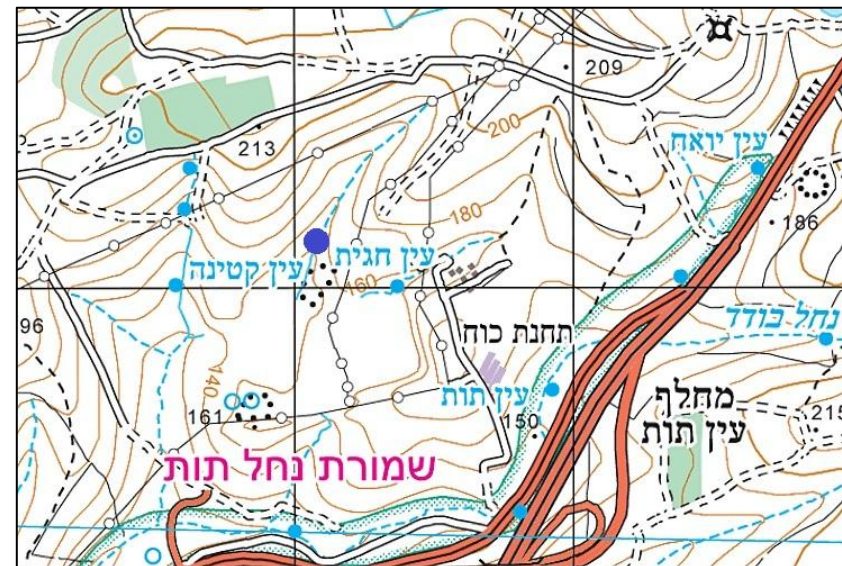 209
213
200
עין יואח
180
186
עין חגית
עין קטינה
160
96
תחנת כוח
נחל בודד
140
עין תות
161
150
מחלף
עין תות
215
שמורת נחל תות